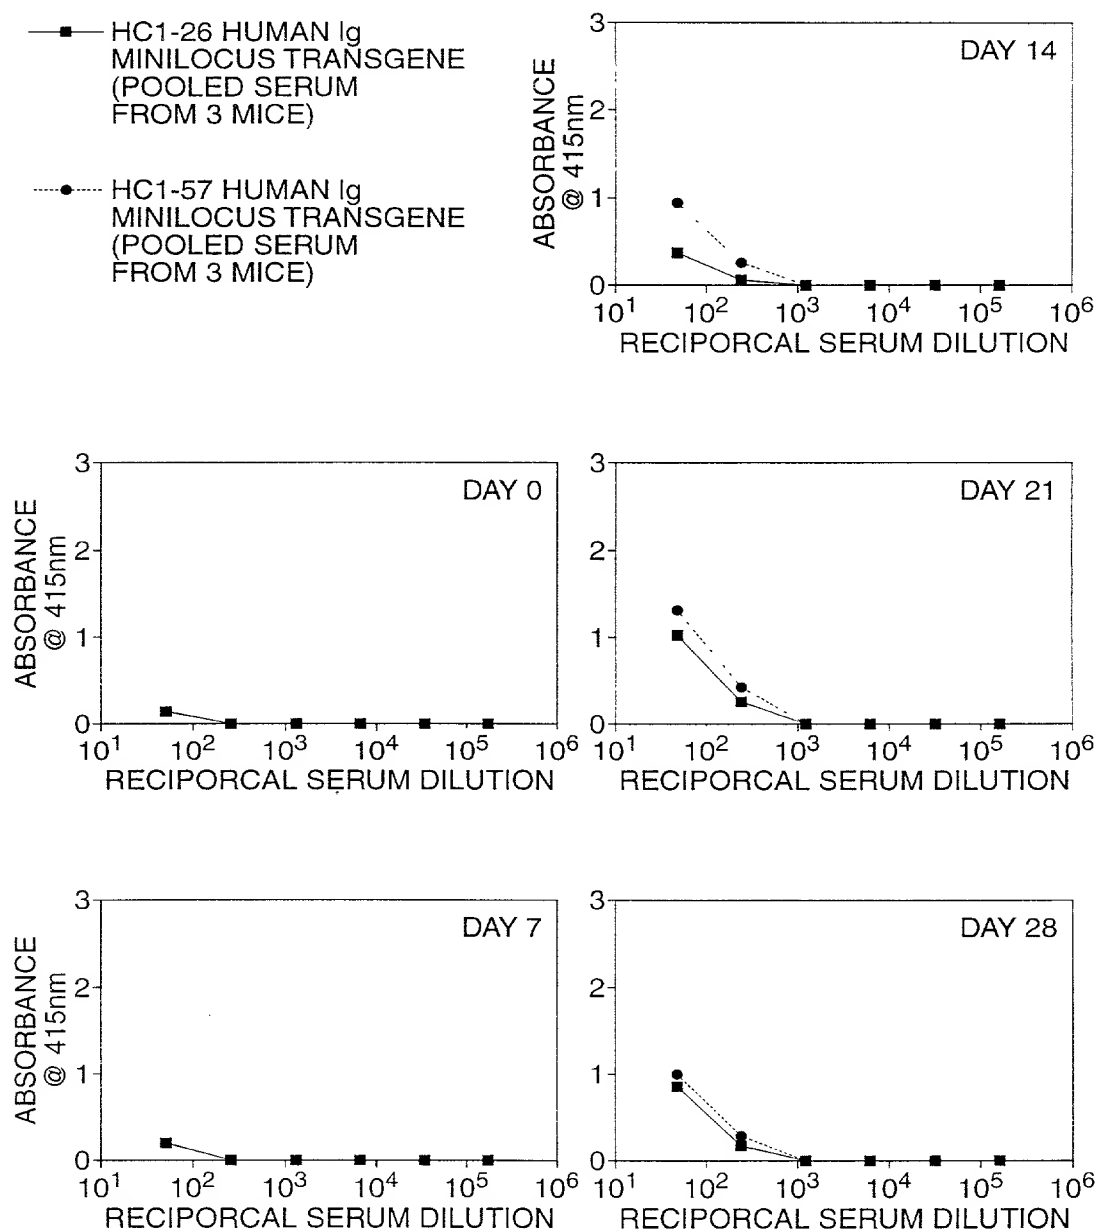 HC1-26 HUMAN Ig
MINILOCUS TRANSGENE
(POOLED SERUM
FROM 3 MICE)
HC1-57 HUMAN Ig
MINILOCUS TRANSGENE
(POOLED SERUM
FROM 3 MICE)
DAY 14
ABSORBANCE
@ 415nm
3
2
1
0
10¹ 10² 10³ 10⁴ 10⁵ 10⁶
RECIPORCAL SERUM DILUTION
DAY 0
ABSORBANCE
@ 415nm
3
2
1
0
10¹ 10² 10³ 10⁴ 10⁵ 10⁶
RECIPORCAL SERUM DILUTION
DAY 21
3
2
1
0
10¹ 10² 10³ 10⁴ 10⁵ 10⁶
RECIPORCAL SERUM DILUTION
DAY 7
ABSORBANCE
@ 415nm
3
2
1
0
10¹ 10² 10³ 10⁴ 10⁵ 10⁶
RECIPORCAL SERUM DILUTION
DAY 28
3
2
1
0
10¹ 10² 10³ 10⁴ 10⁵ 10⁶
RECIPORCAL SERUM DILUTION